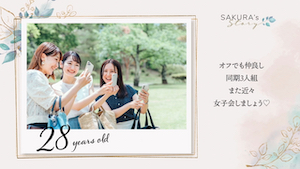 SAKURA's
Story
オフでも仲良し
同期3人組
また近々
女子会しましょう♡
28 years old